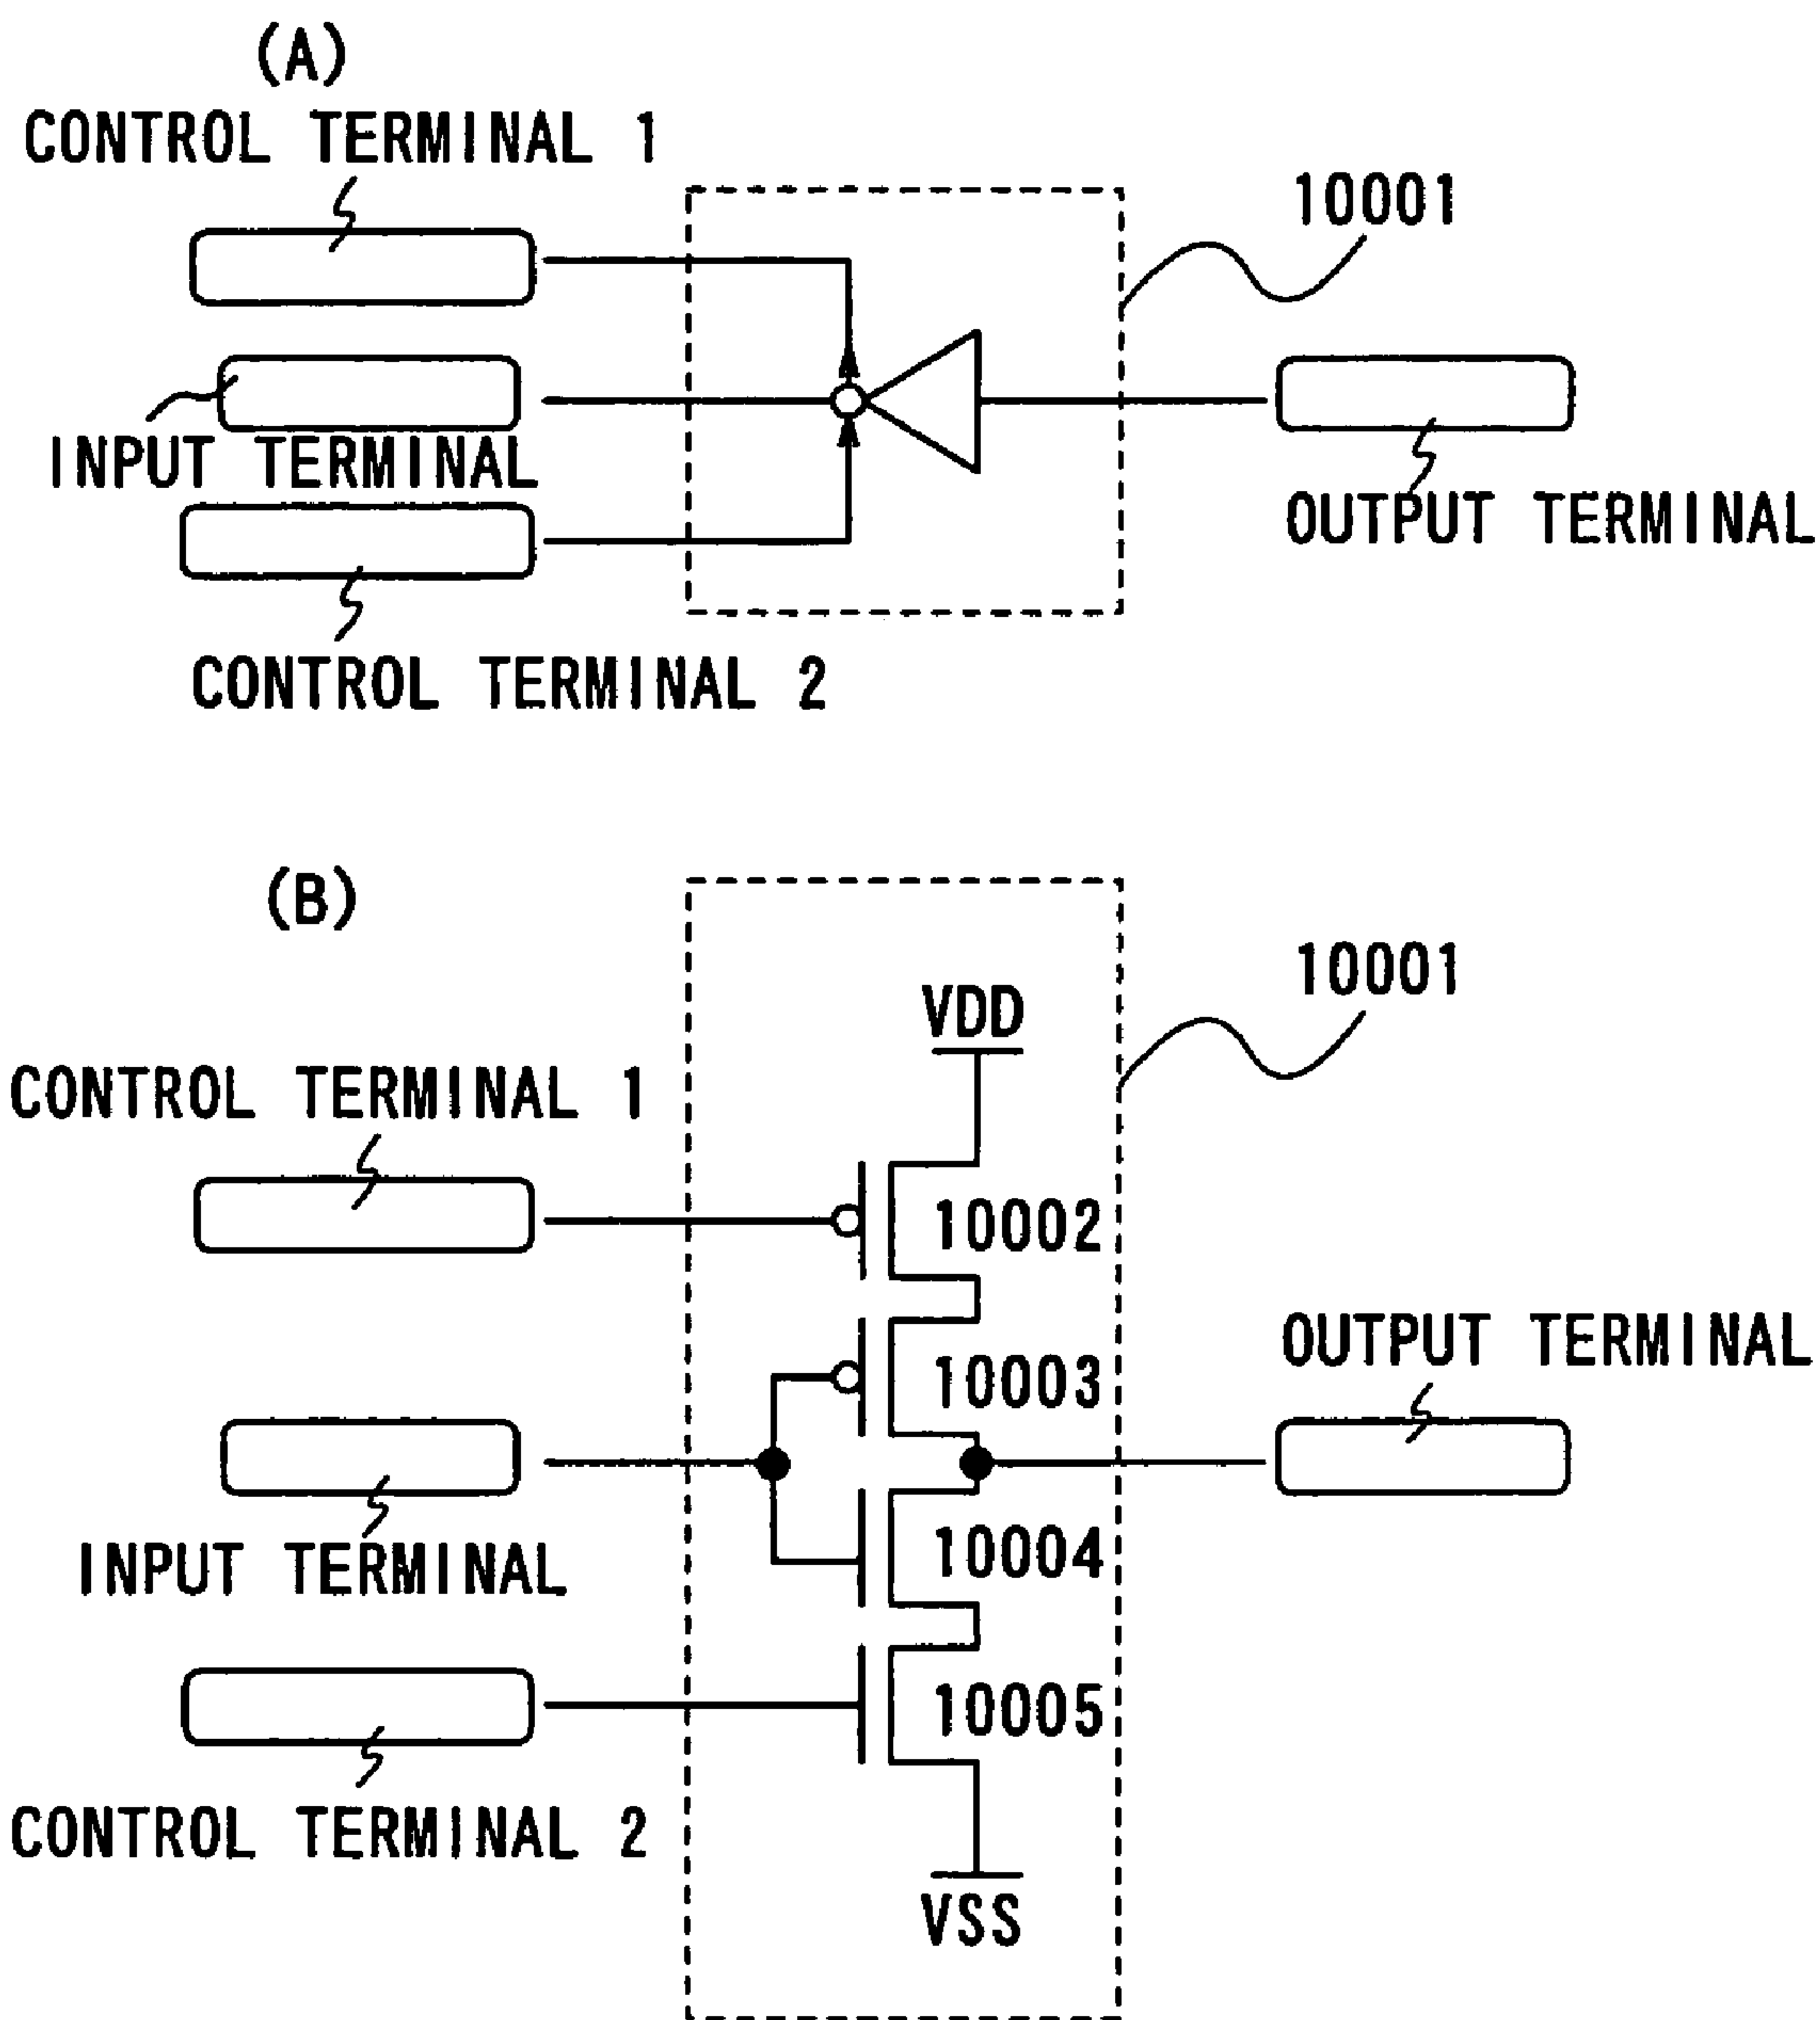 (A)
CONTROL TERMINAL 1
10001
INPUT TERMINAL
OUTPUT TERMINAL
CONTROL TERMINAL 2
(B)
10001
VDD
CONTROL TERMINAL 1
10002
OUTPUT TERMINAL
10003
INPUT TERMINAL
10004
10005
CONTROL TERMINAL 2
VSS